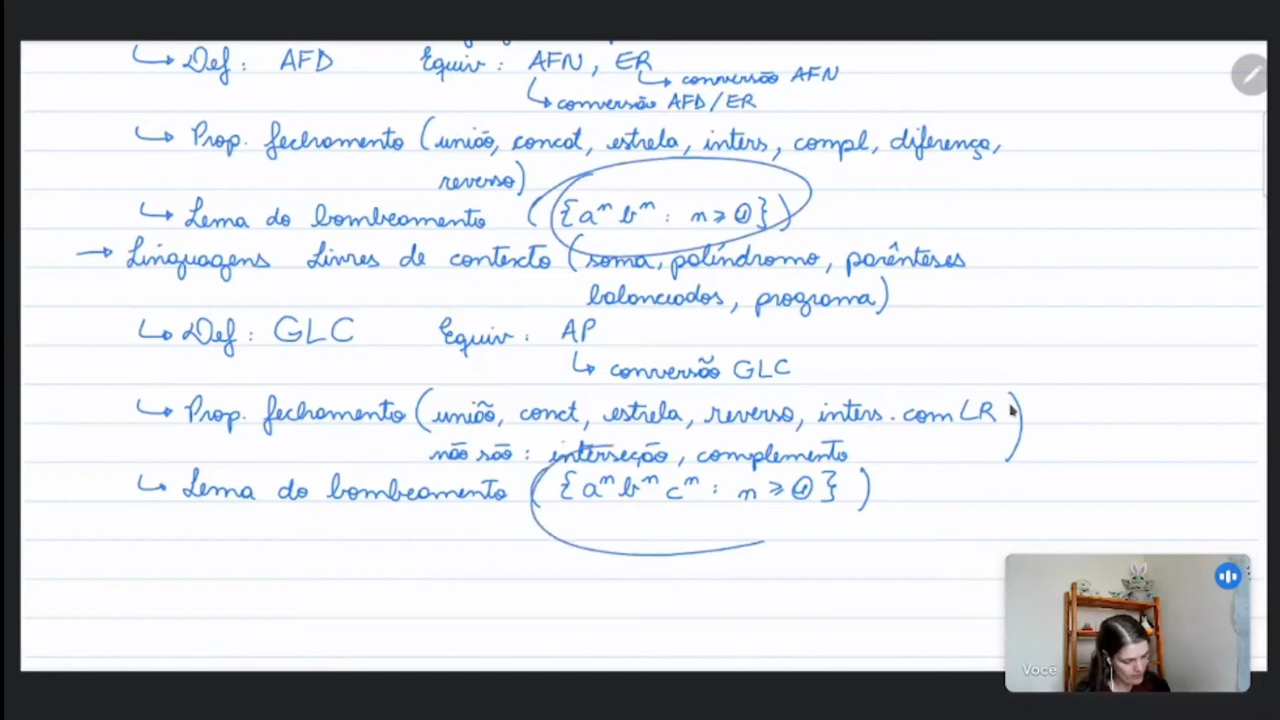 ↳ Def: AFD Equiv: AFN, ER
↳ conversão AFN
↳ conversão AFD/ER
↳ Prop. fechamento (união, concat, estrela, inters, compl, diferença,
reverso)
↳ Lema do bombeamento ({aⁿbⁿ: n≥0})
→ Linguagens Livres de contexto (soma, palíndromo, parênteses
balanceados, programa)
↳ Def: GLC Equiv: AP
↳ conversão GLC
↳ Prop. fechamento (união, conct, estrela, reverso, inters. com LR)
não são: interseção, complemento
↳ Lema do bombeamento ({aⁿbⁿcⁿ: n≥0})
Você